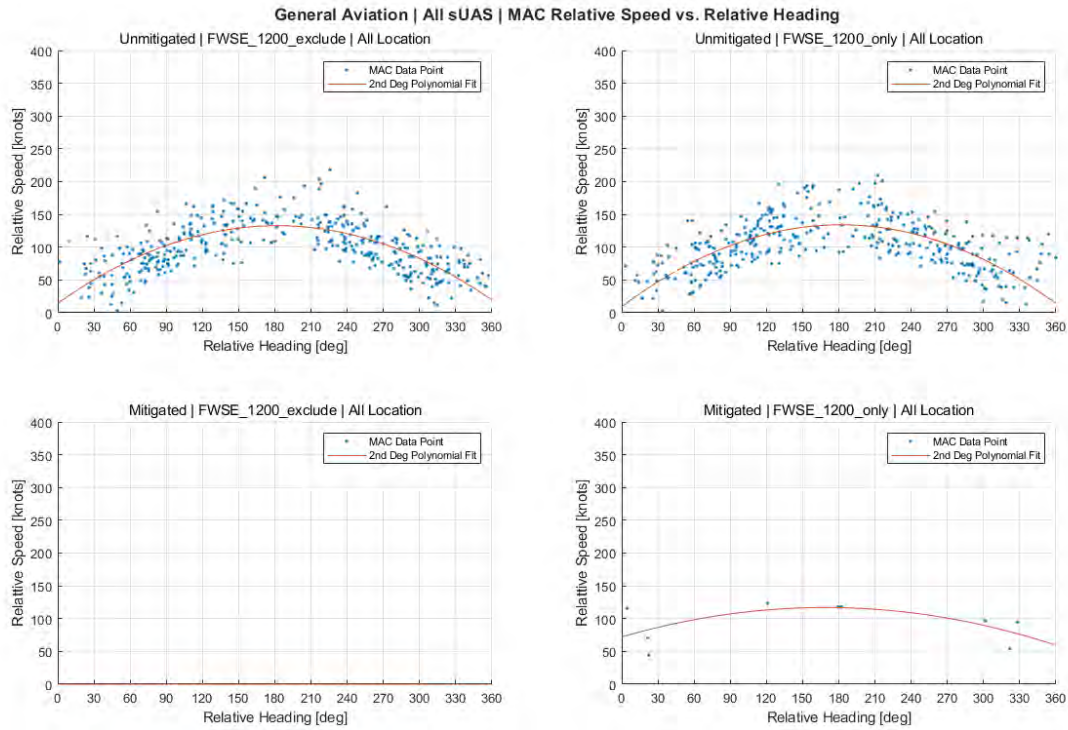 General Aviation | All sUAS | MAC Relative Speed vs. Relative Heading
Unmitigated | FWSE_1200_exclude | All Location
400
350
300
250
200
150
100
50
0
Relative Speed [knots]
MAC Data Point
2nd Deg Polynomial Fit
0 30 60 90 120 150 180 210 240 270 300 330 360
Relative Heading [deg]
Unmitigated | FWSE_1200_only | All Location
400
350
300
250
200
150
100
50
0
Relative Speed [knots]
MAC Data Point
2nd Deg Polynomial Fit
0 30 60 90 120 150 180 210 240 270 300 330 360
Relative Heading [deg]
Mitigated | FWSE_1200_exclude | All Location
400
350
300
250
200
150
100
50
0
Relative Speed [knots]
MAC Data Point
2nd Deg Polynomial Fit
0 30 60 90 120 150 180 210 240 270 300 330 360
Relative Heading [deg]
Mitigated | FWSE_1200_only | All Location
400
350
300
250
200
150
100
50
0
Relative Speed [knots]
MAC Data Point
2nd Deg Polynomial Fit
0 30 60 90 120 150 180 210 240 270 300 330 360
Relative Heading [deg]